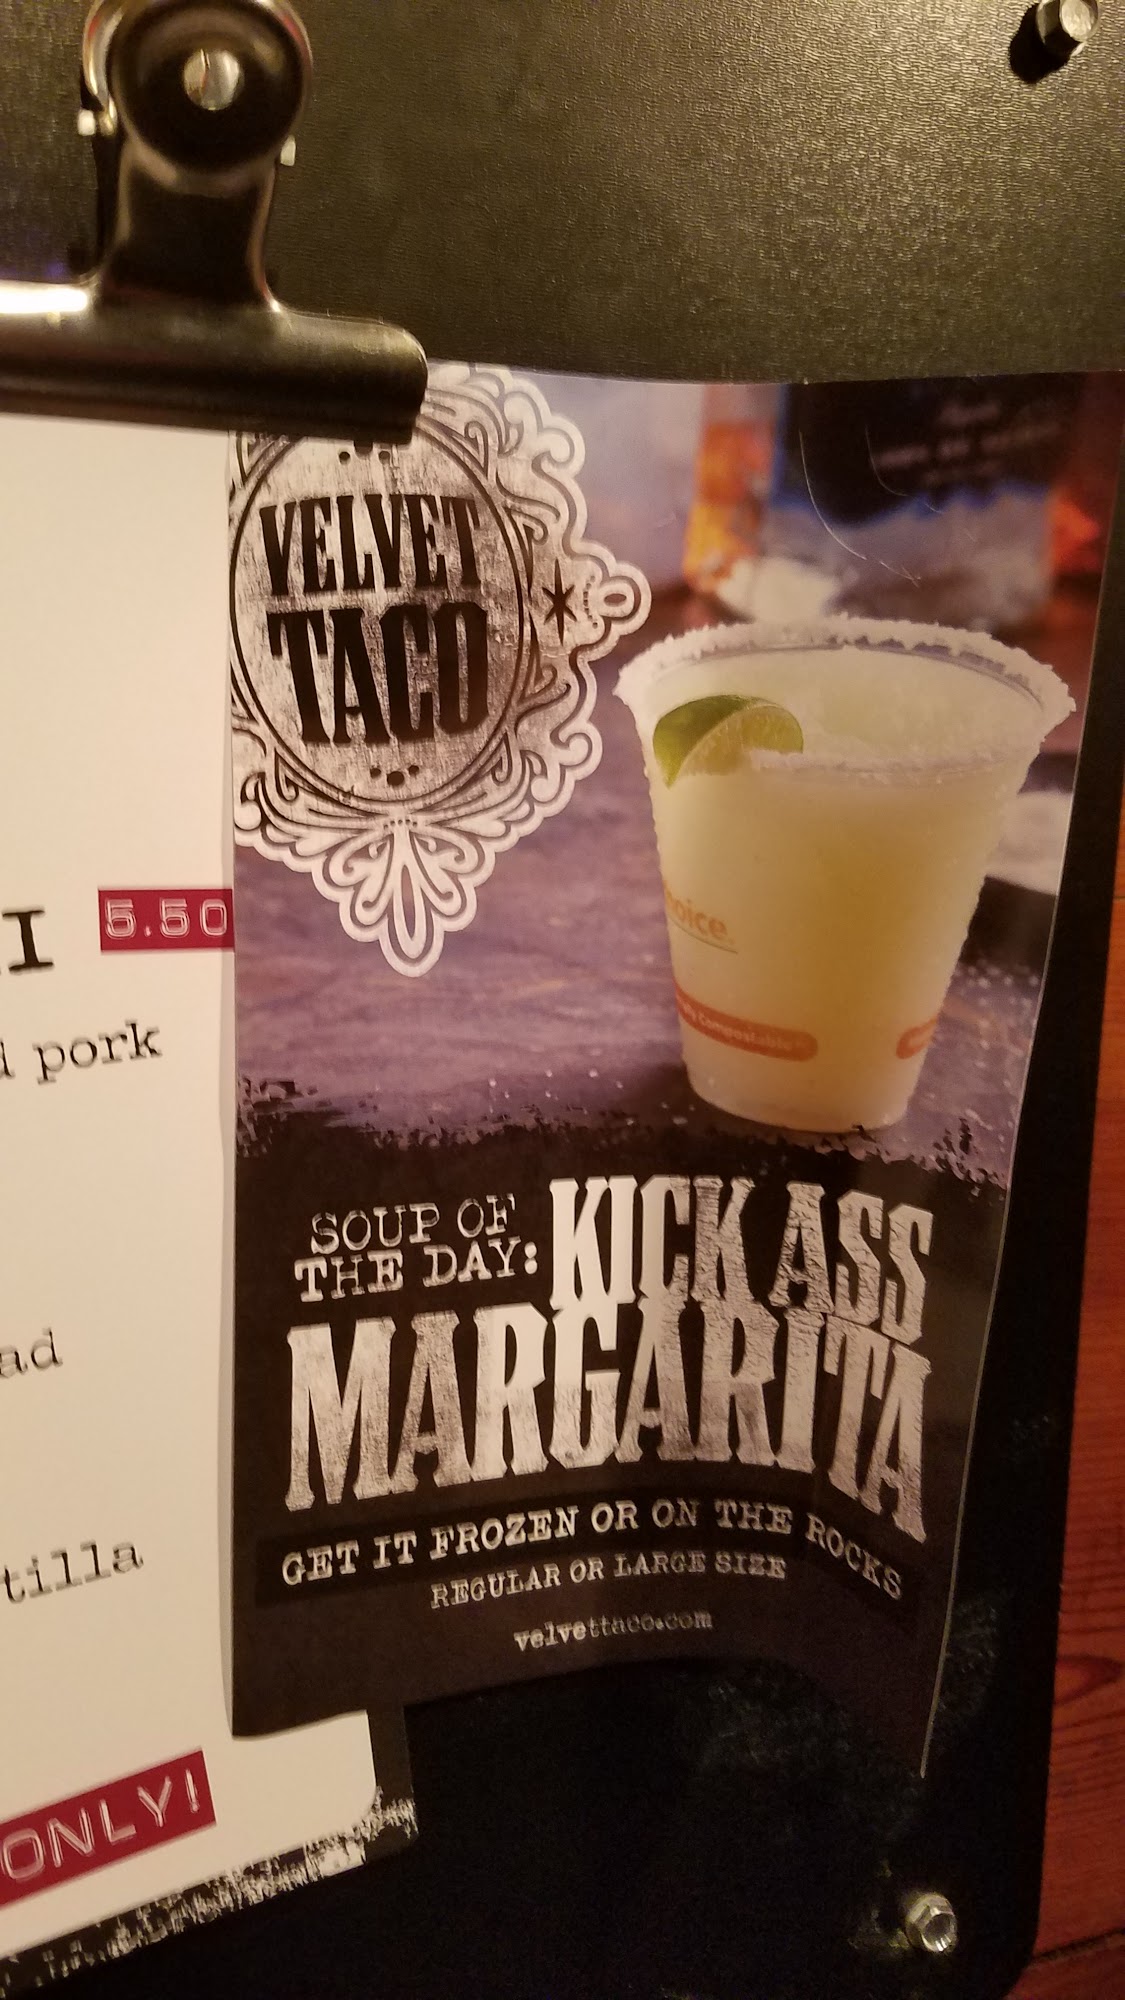 VELVET
TACO
5.50
pork
tilla
ONLY!
SOUP OF
THE DAY:
KICK ASS
MARGARITA
GET IT FROZEN OR ON THE ROCKS
REGULAR OR LARGE SIZE
velvettaco.com